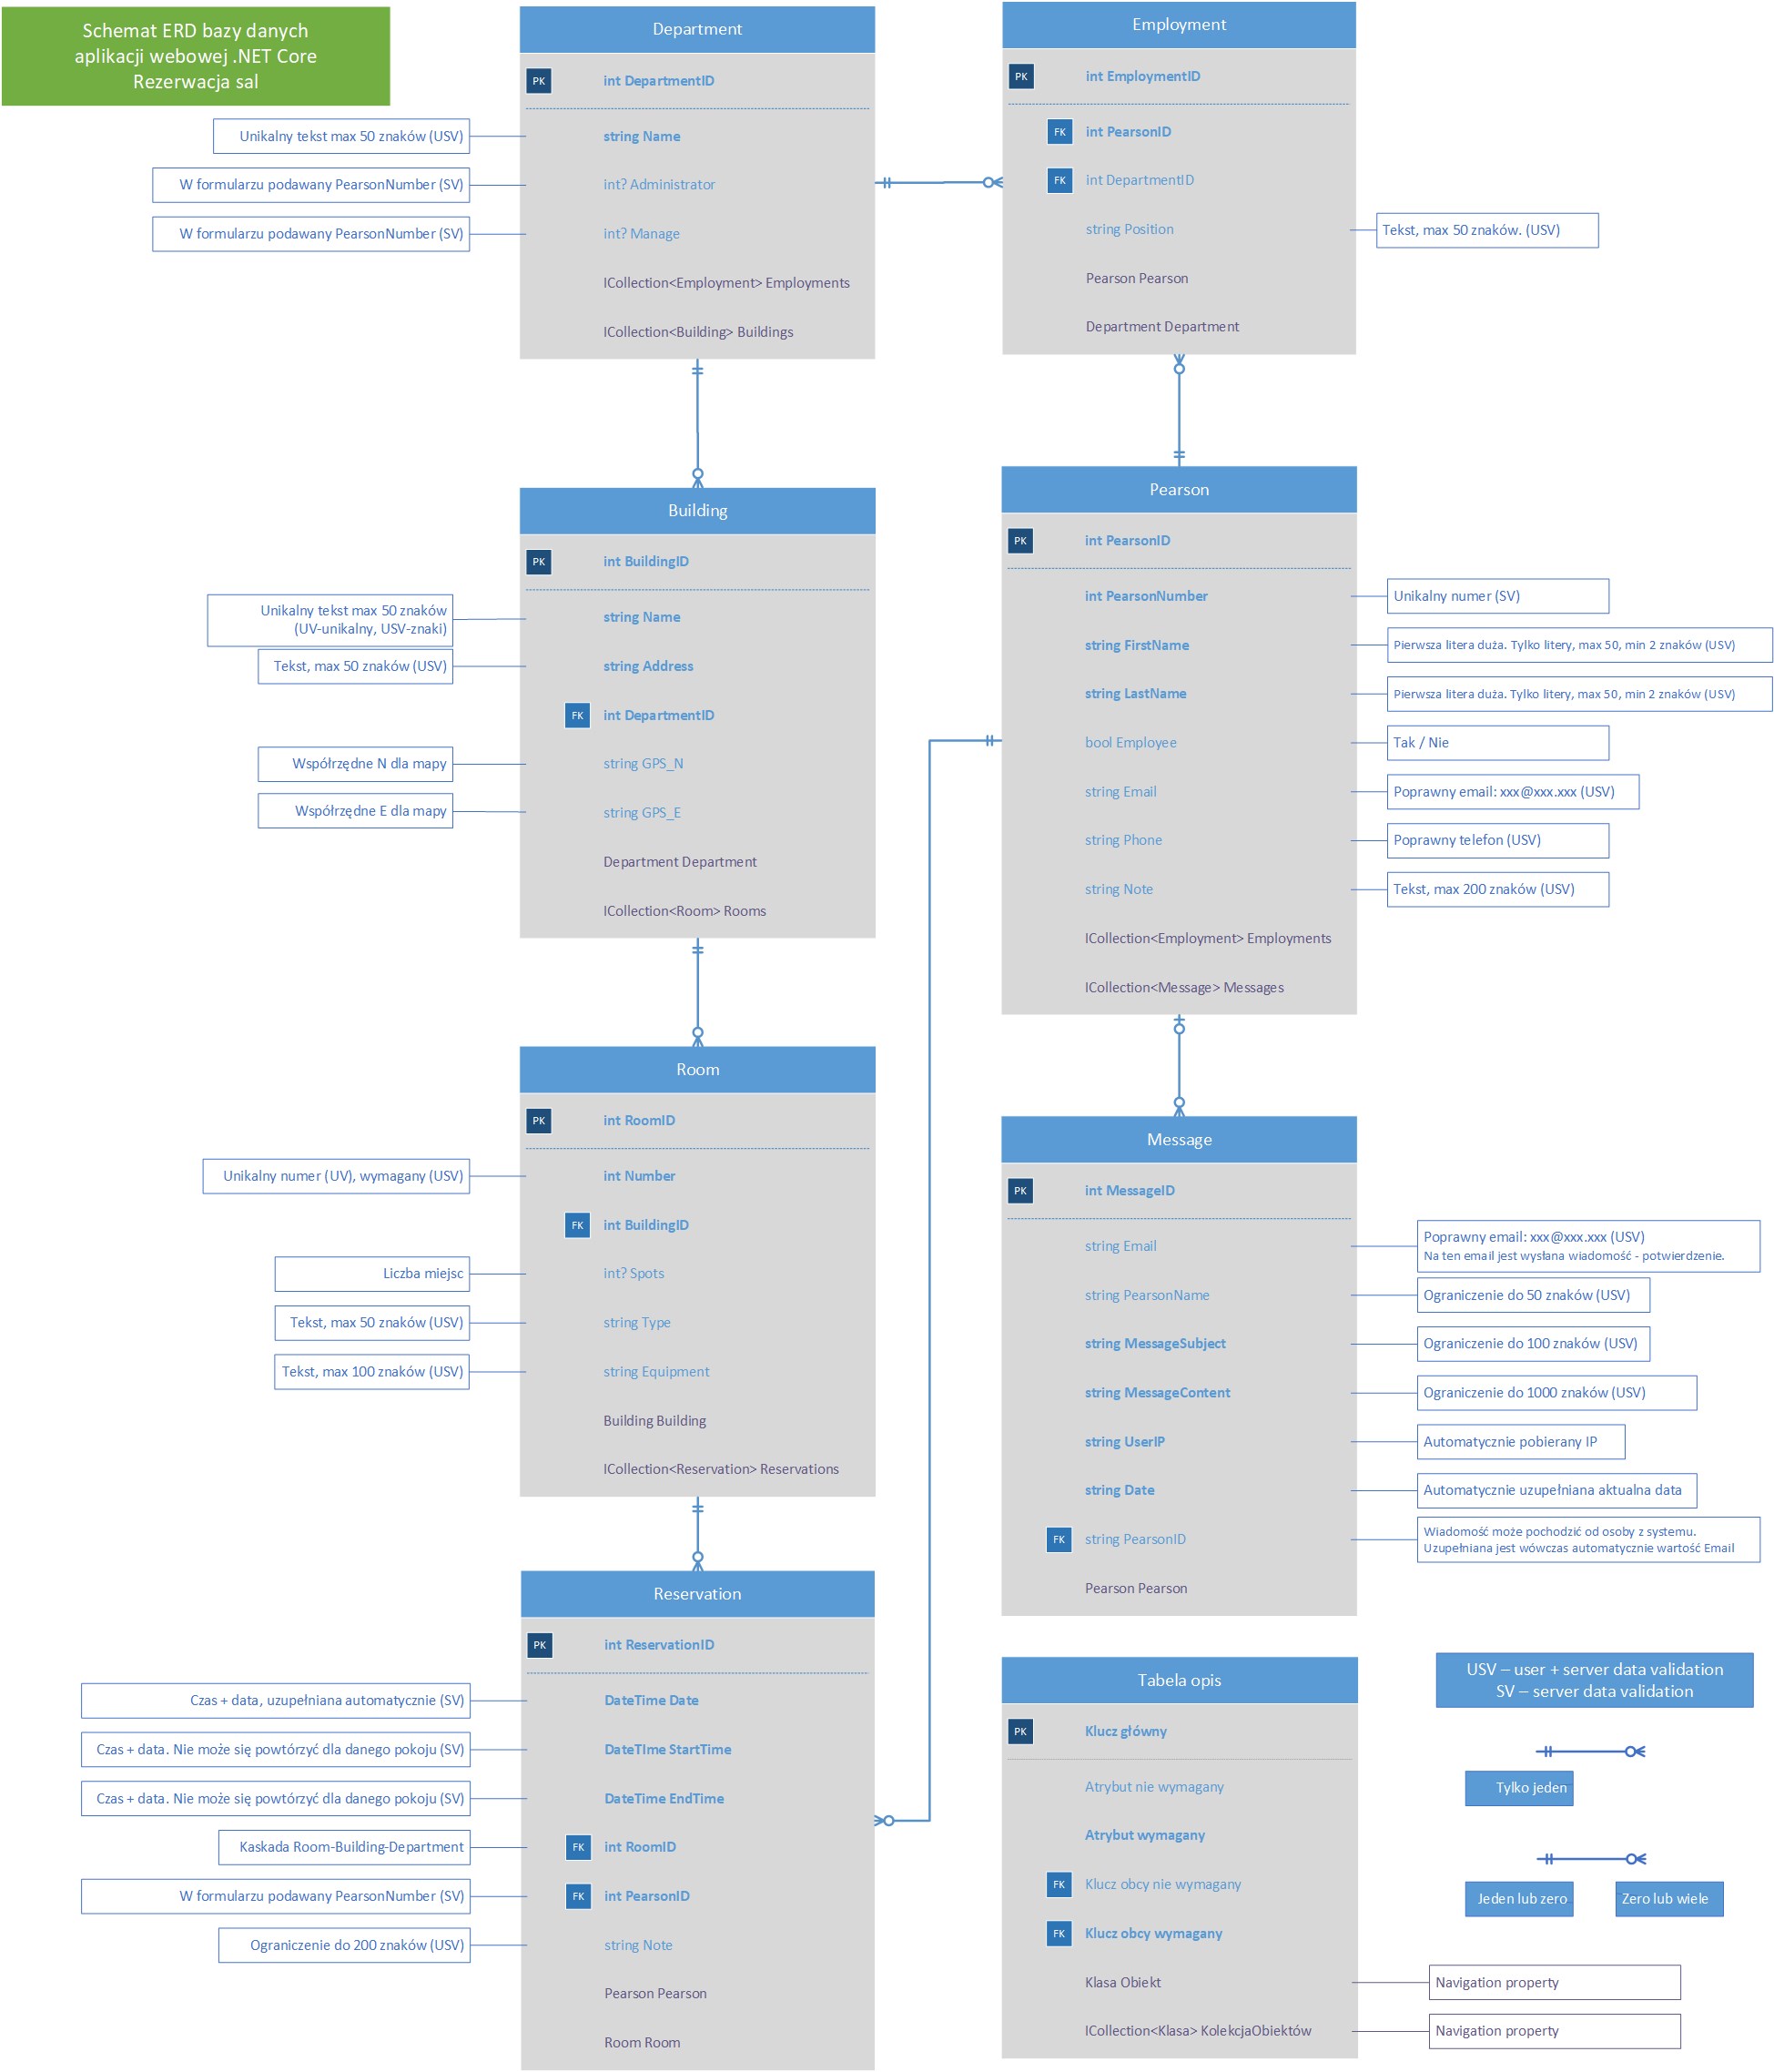 Schemat ERD bazy danych
aplikacji webowej .NET Core
Rezerwacja sal
Department
PK int DepartmentID
Unikalny tekst max 50 znaków (USV) string Name
W formularzu podawany PearsonNumber (SV) int? Administrator
W formularzu podawany PearsonNumber (SV) int? Manage
ICollection<Employment> Employments
ICollection<Building> Buildings
Employment
PK int EmploymentID
FK int PearsonID
FK int DepartmentID
string Position Tekst, max 50 znaków. (USV)
Pearson Pearson
Department Department
Building
PK int BuildingID
Unikalny tekst max 50 znaków
(UV-unikalny, USV-znaki)
string Name
Tekst, max 50 znaków (USV) string Address
FK int DepartmentID
Współrzędne N dla mapy string GPS_N
Współrzędne E dla mapy string GPS_E
Department Department
ICollection<Room> Rooms
Pearson
PK int PearsonID
int PearsonNumber Unikalny numer (SV)
string FirstName Pierwsza litera duża. Tylko litery, max 50, min 2 znaków (USV)
string LastName Pierwsza litera duża. Tylko litery, max 50, min 2 znaków (USV)
bool Employee Tak / Nie
string Email Poprawny email: xxx@xxx.xxx (USV)
string Phone Poprawny telefon (USV)
string Note Tekst, max 200 znaków (USV)
ICollection<Employment> Employments
ICollection<Message> Messages
Room
PK int RoomID
Unikalny numer (UV), wymagany (USV) int Number
FK int BuildingID
Liczba miejsc int? Spots
Tekst, max 50 znaków (USV) string Type
Tekst, max 100 znaków (USV) string Equipment
Building Building
ICollection<Reservation> Reservations
Message
PK int MessageID
string Email Poprawny email: xxx@xxx.xxx (USV)
Na ten email jest wysłana wiadomość - potwierdzenie.
string PearsonName Ograniczenie do 50 znaków (USV)
string MessageSubject Ograniczenie do 100 znaków (USV)
string MessageContent Ograniczenie do 1000 znaków (USV)
string UserIP Automatycznie pobierany IP
string Date Automatycznie uzupełniana aktualna data
FK string PearsonID Wiadomość może pochodzić od osoby z systemu.
Uzupełniana jest wówczas automatycznie wartość Email
Pearson Pearson
Reservation
PK int ReservationID
Czas + data, uzupełniana automatycznie (SV) DateTime Date
Czas + data. Nie może się powtórzyć dla danego pokoju (SV) DateTIme StartTime
Czas + data. Nie może się powtórzyć dla danego pokoju (SV) DateTime EndTime
Kaskada Room-Building-Department FK int RoomID
W formularzu podawany PearsonNumber (SV) FK int PearsonID
Ograniczenie do 200 znaków (USV) string Note
Pearson Pearson
Room Room
Tabela opis
PK Klucz główny
Atrybut nie wymagany
Atrybut wymagany
FK Klucz obcy nie wymagany
FK Klucz obcy wymagany
Klasa Obiekt Navigation property
ICollection<Klasa> KolekcjaObiektów Navigation property
USV – user + server data validation
SV – server data validation
Tylko jeden
Jeden lub zero Zero lub wiele